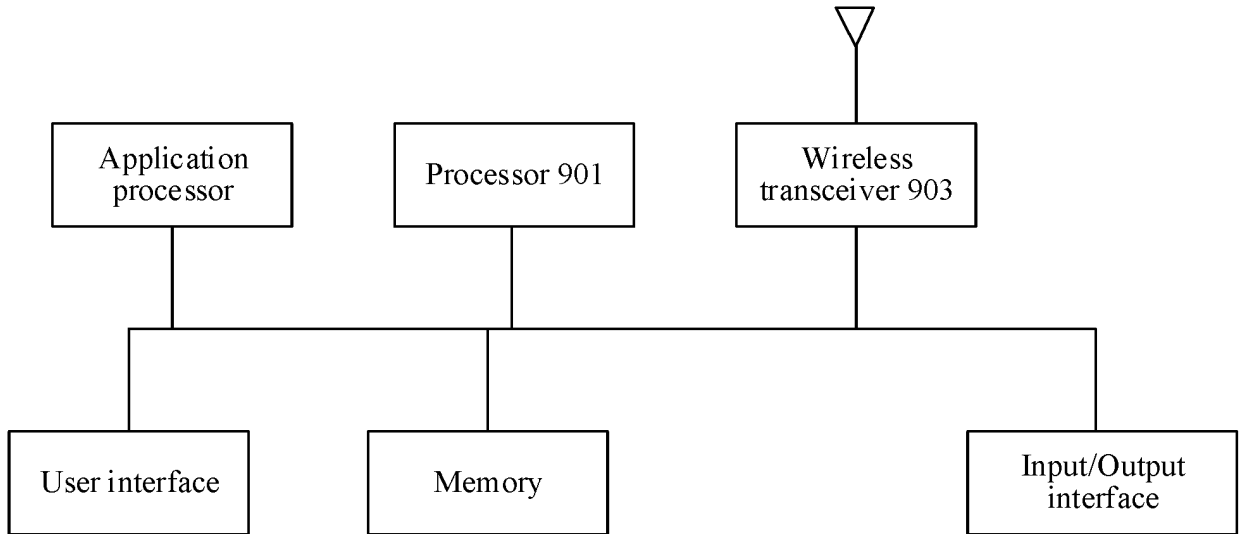 Application
processor
Processor 901
Wireless
transceiver 903
User interface
Memory
Input/Output
interface